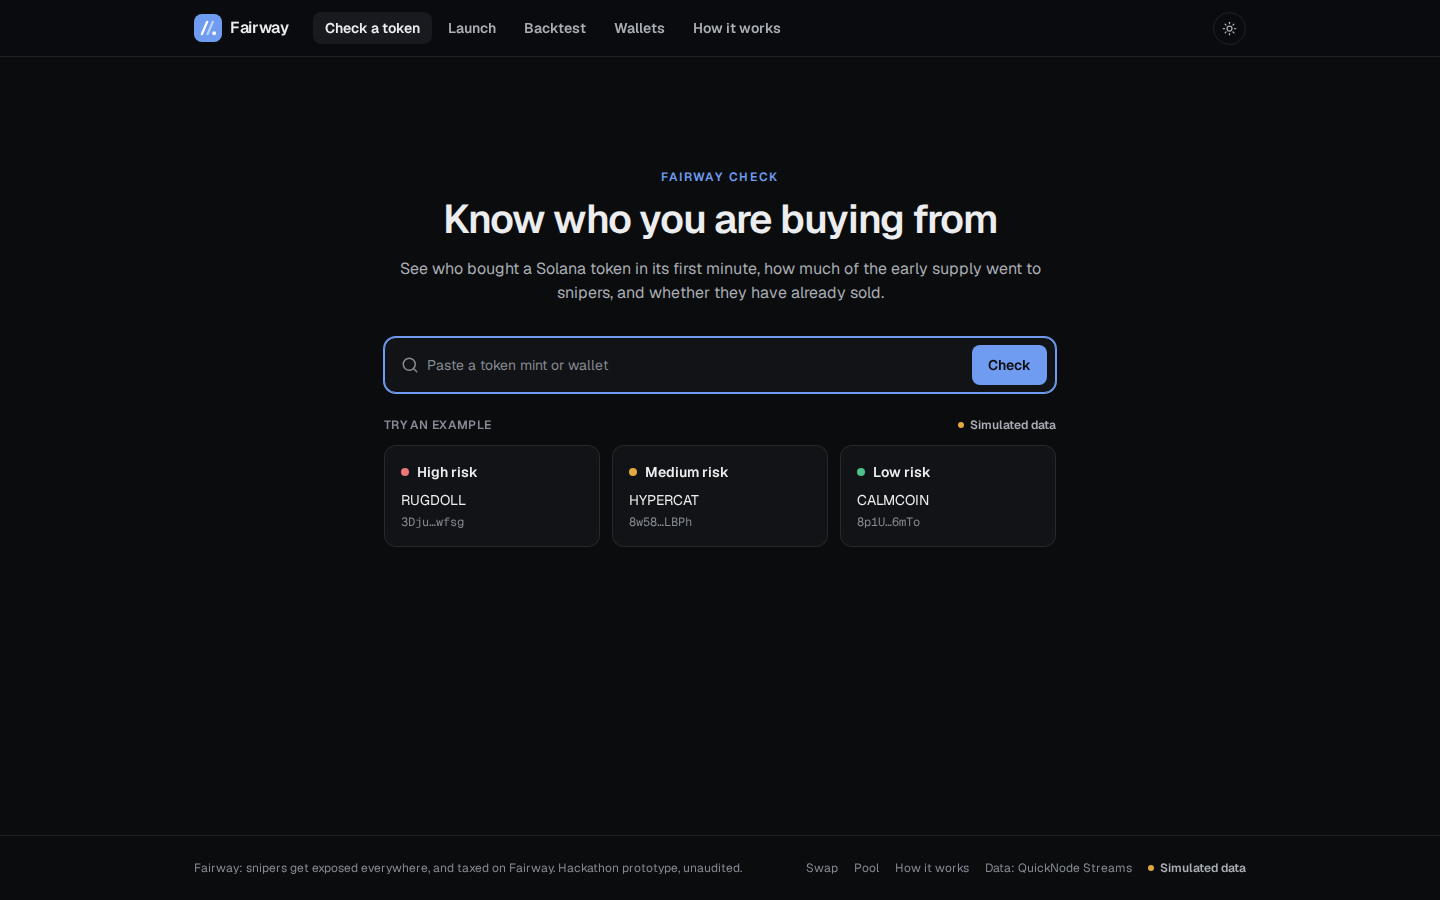 Fairway
Check a token
Launch
Backtest
Wallets
How it works
FAIRWAY CHECK
Know who you are buying from
See who bought a Solana token in its first minute, how much of the early supply went to
snipers, and whether they have already sold.
Paste a token mint or wallet
Check
TRY AN EXAMPLE
Simulated data
High risk
RUGDOLL
3Dju…wfsg
Medium risk
HYPERCAT
8w58…LBPh
Low risk
CALMCOIN
8p1U…6mTo
Fairway: snipers get exposed everywhere, and taxed on Fairway. Hackathon prototype, unaudited.
Swap
Pool
How it works
Data: QuickNode Streams
Simulated data